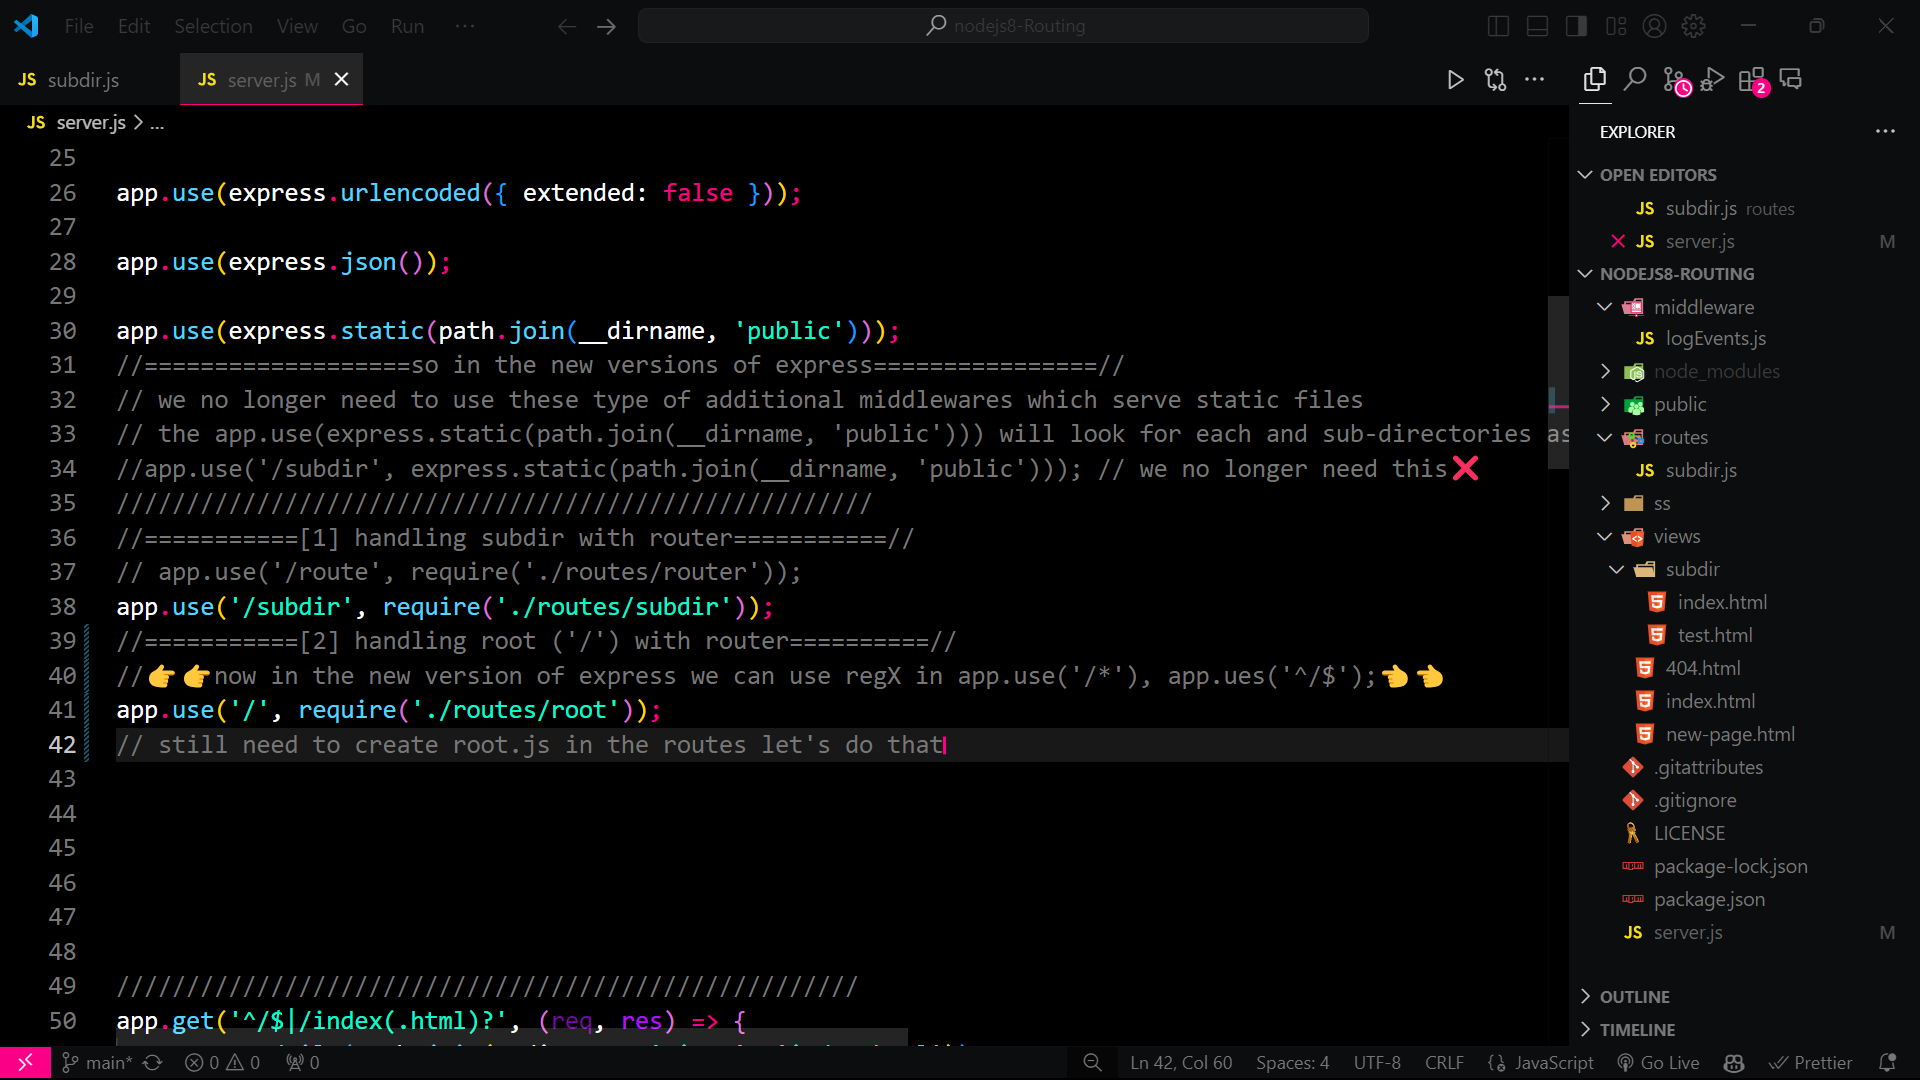 File Edit Selection View Go Run ···
nodejs8-Routing
JS subdir.js
JS server.js M
JS server.js > ...
25
26 app.use(express.urlencoded({ extended: false }));
27
28 app.use(express.json());
29
30 app.use(express.static(path.join(__dirname, 'public')));
31 //===================so in the new versions of express================//
32 // we no longer need to use these type of additional middlewares which serve static files
33 // the app.use(express.static(path.join(__dirname, 'public'))) will look for each and sub-directories as
34 //app.use('/subdir', express.static(path.join(__dirname, 'public'))); // we no longer need this❌
35 //////////////////////////////////////////////////////
36 //===========[1] handling subdir with router===========//
37 // app.use('/route', require('./routes/router'));
38 app.use('/subdir', require('./routes/subdir'));
39 //===========[2] handling root ('/') with router==========//
40 //👉👉now in the new version of express we can use regX in app.use('/*'), app.ues('^/$');👈👈
41 app.use('/', require('./routes/root'));
42 // still need to create root.js in the routes let's do that
43
44
45
46
47
48
49 /////////////////////////////////////////////////////
50 app.get('^/$|/index(.html)?', (req, res) => {
2
EXPLORER
OPEN EDITORS
JS subdir.js routes
JS server.js M
NODEJS8-ROUTING
middleware
JS logEvents.js
node_modules
public
routes
JS subdir.js
ss
views
subdir
index.html
test.html
404.html
index.html
new-page.html
.gitattributes
.gitignore
LICENSE
package-lock.json
package.json
JS server.js M
OUTLINE
TIMELINE
main* 0 0 0 Ln 42, Col 60 Spaces: 4 UTF-8 CRLF JavaScript Go Live Prettier